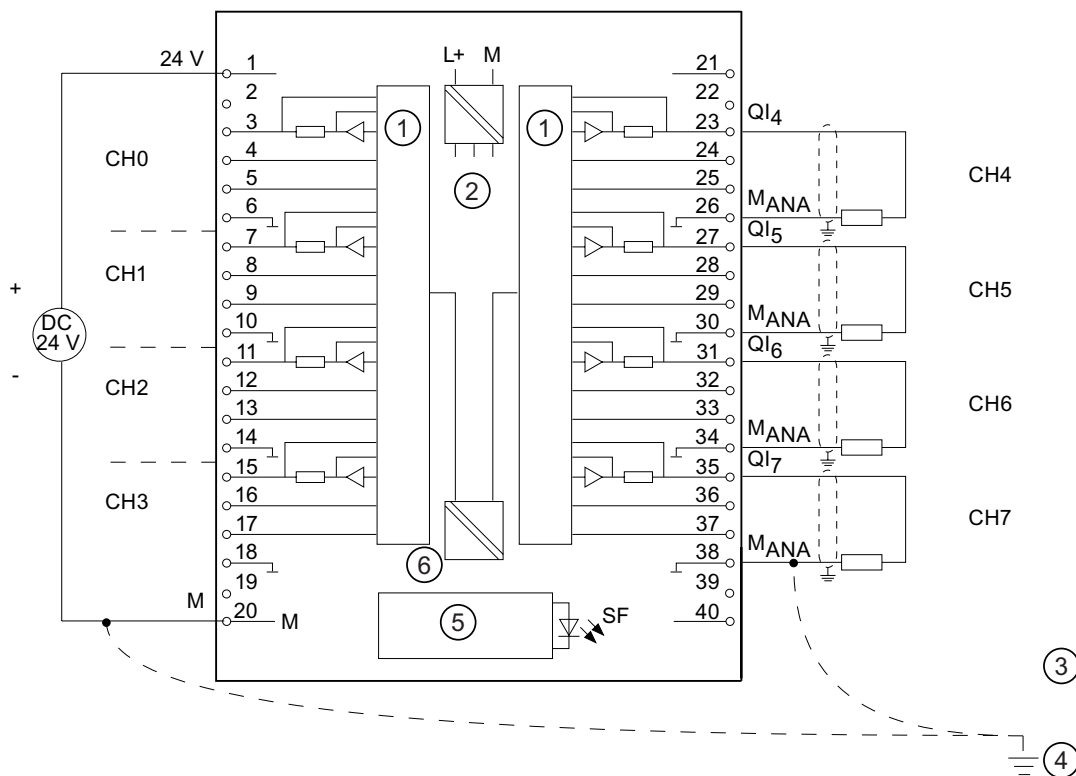 24 V 1 L+ M 21
2 22
3 1 1 23 QI4
CH0 4 24 CH4
5 2 25
6 26 MANA
7 27 QI5
CH1 8 28
9 29 CH5
+
10 30 MANA
DC
24 V
11 31 QI6
-
CH2 12 32 CH6
13 33
14 34 MANA
15 35 QI7
CH3 16 36 CH7
17 37
18 6 38 MANA
19 39
M 20 M 5 SF 40
3
4